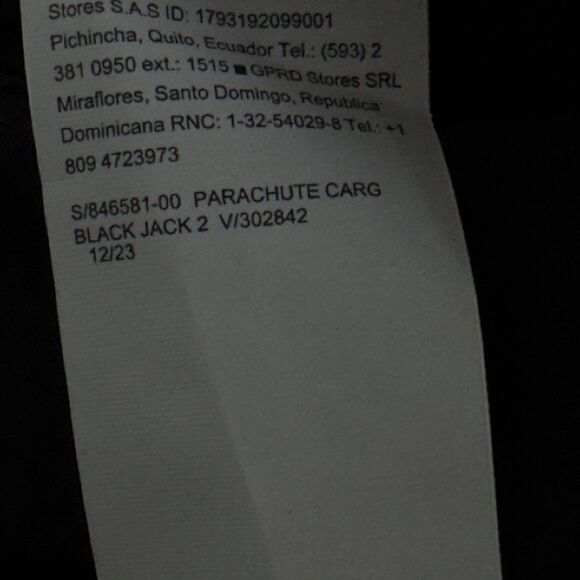 Stores S.A.S ID: 1793192099001
Pichincha, Quito, Ecuador Tel.: (593) 2
381 0950 ext.: 1515 ■ GPRD Stores SRL
Miraflores, Santo Domingo, Republica
Dominicana RNC: 1-32-54029-8 Tel.: +1
809 4723973
S/846581-00 PARACHUTE CARG
BLACK JACK 2 V/302842
12/23